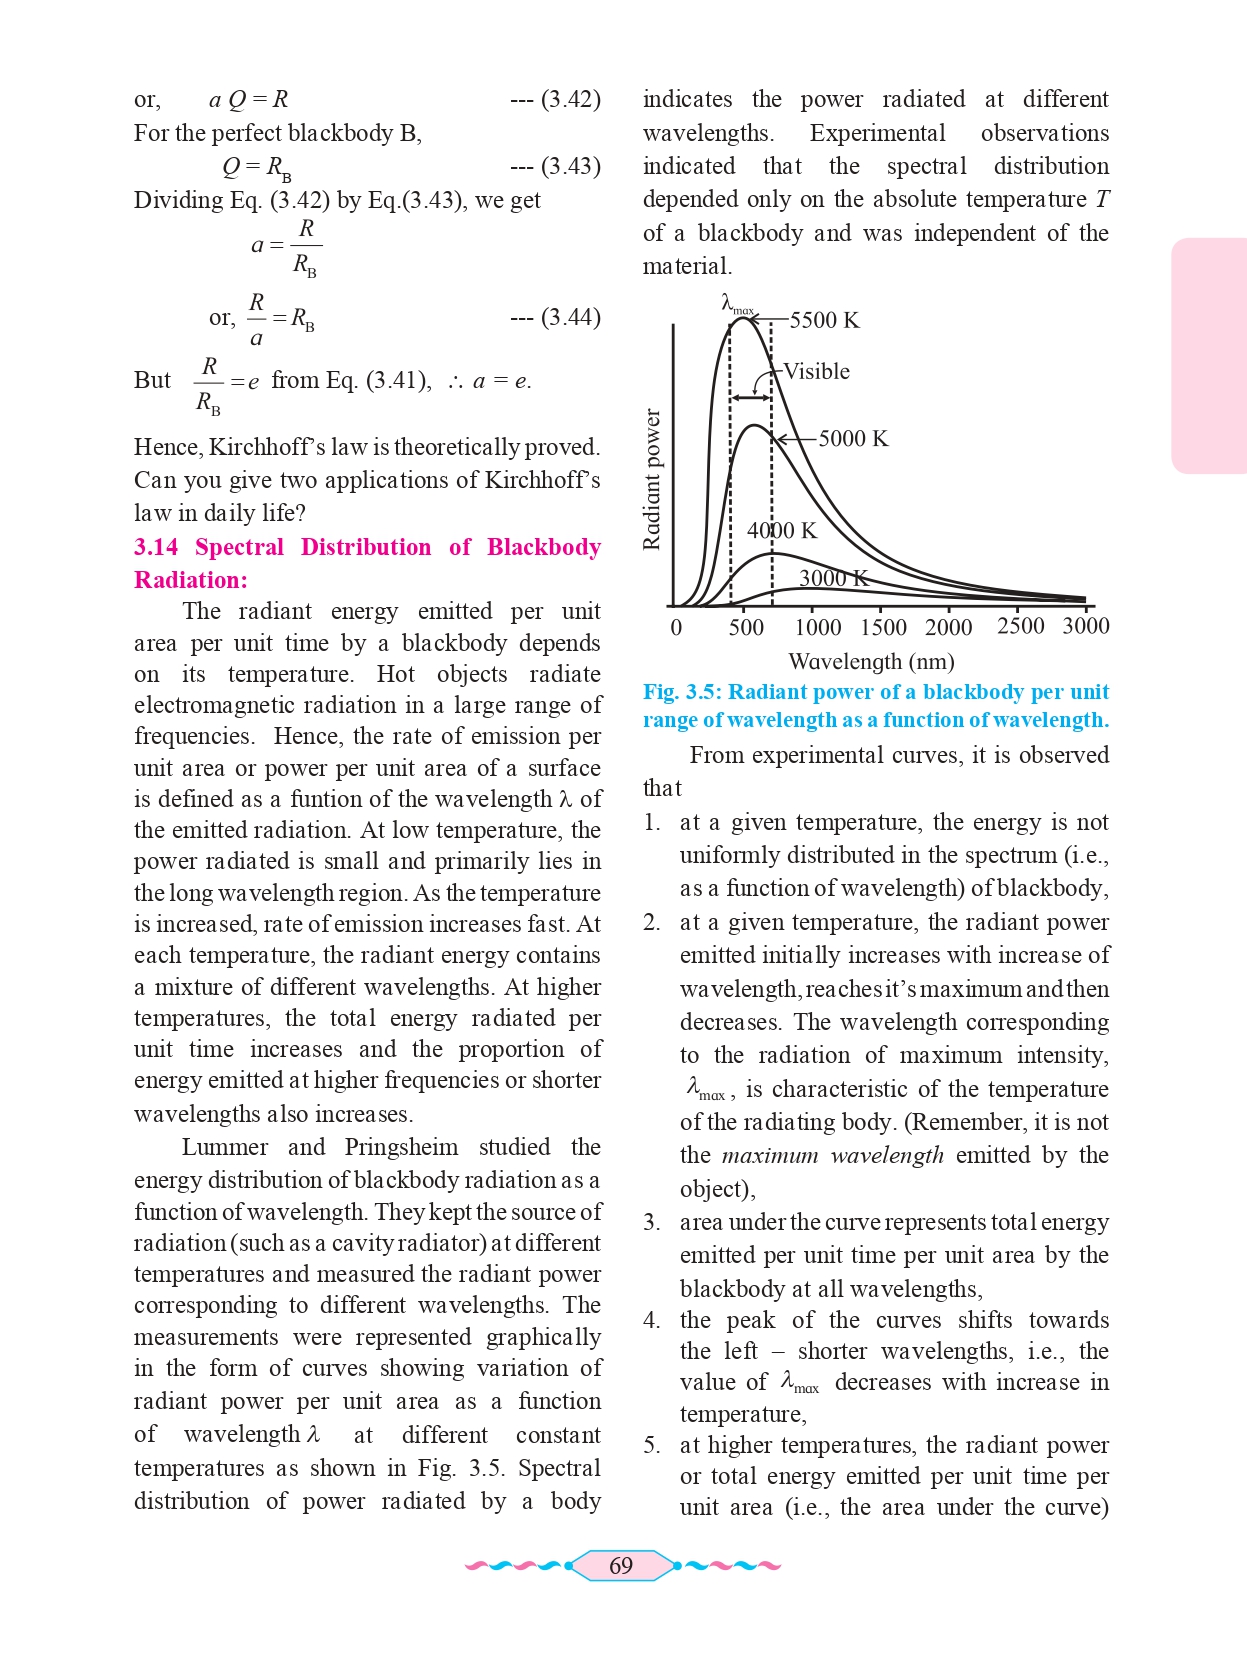 or, a Q = R --- (3.42)
For the perfect blackbody B,
Q = R_B --- (3.43)
Dividing Eq. (3.42) by Eq.(3.43), we get
a = R / R_B
or, R / a = R_B --- (3.44)
But R / R_B = e from Eq. (3.41), ∴ a = e.
Hence, Kirchhoff’s law is theoretically proved.
Can you give two applications of Kirchhoff’s
law in daily life?
3.14 Spectral Distribution of Blackbody
Radiation:
The radiant energy emitted per unit
area per unit time by a blackbody depends
on its temperature. Hot objects radiate
electromagnetic radiation in a large range of
frequencies. Hence, the rate of emission per
unit area or power per unit area of a surface
is defined as a funtion of the wavelength λ of
the emitted radiation. At low temperature, the
power radiated is small and primarily lies in
the long wavelength region. As the temperature
is increased, rate of emission increases fast. At
each temperature, the radiant energy contains
a mixture of different wavelengths. At higher
temperatures, the total energy radiated per
unit time increases and the proportion of
energy emitted at higher frequencies or shorter
wavelengths also increases.
Lummer and Pringsheim studied the
energy distribution of blackbody radiation as a
function of wavelength. They kept the source of
radiation (such as a cavity radiator) at different
temperatures and measured the radiant power
corresponding to different wavelengths. The
measurements were represented graphically
in the form of curves showing variation of
radiant power per unit area as a function
of wavelength λ at different constant
temperatures as shown in Fig. 3.5. Spectral
distribution of power radiated by a body
indicates the power radiated at different
wavelengths. Experimental observations
indicated that the spectral distribution
depended only on the absolute temperature T
of a blackbody and was independent of the
material.
λmax
5500 K
Visible
5000 K
4000 K
3000 K
Radiant power
0 500 1000 1500 2000 2500 3000
Wavelength (nm)
Fig. 3.5: Radiant power of a blackbody per unit
range of wavelength as a function of wavelength.
From experimental curves, it is observed
that
1. at a given temperature, the energy is not
uniformly distributed in the spectrum (i.e.,
as a function of wavelength) of blackbody,
2. at a given temperature, the radiant power
emitted initially increases with increase of
wavelength, reaches it’s maximum and then
decreases. The wavelength corresponding
to the radiation of maximum intensity,
λmax , is characteristic of the temperature
of the radiating body. (Remember, it is not
the maximum wavelength emitted by the
object),
3. area under the curve represents total energy
emitted per unit time per unit area by the
blackbody at all wavelengths,
4. the peak of the curves shifts towards
the left – shorter wavelengths, i.e., the
value of λmax decreases with increase in
temperature,
5. at higher temperatures, the radiant power
or total energy emitted per unit time per
unit area (i.e., the area under the curve)
69